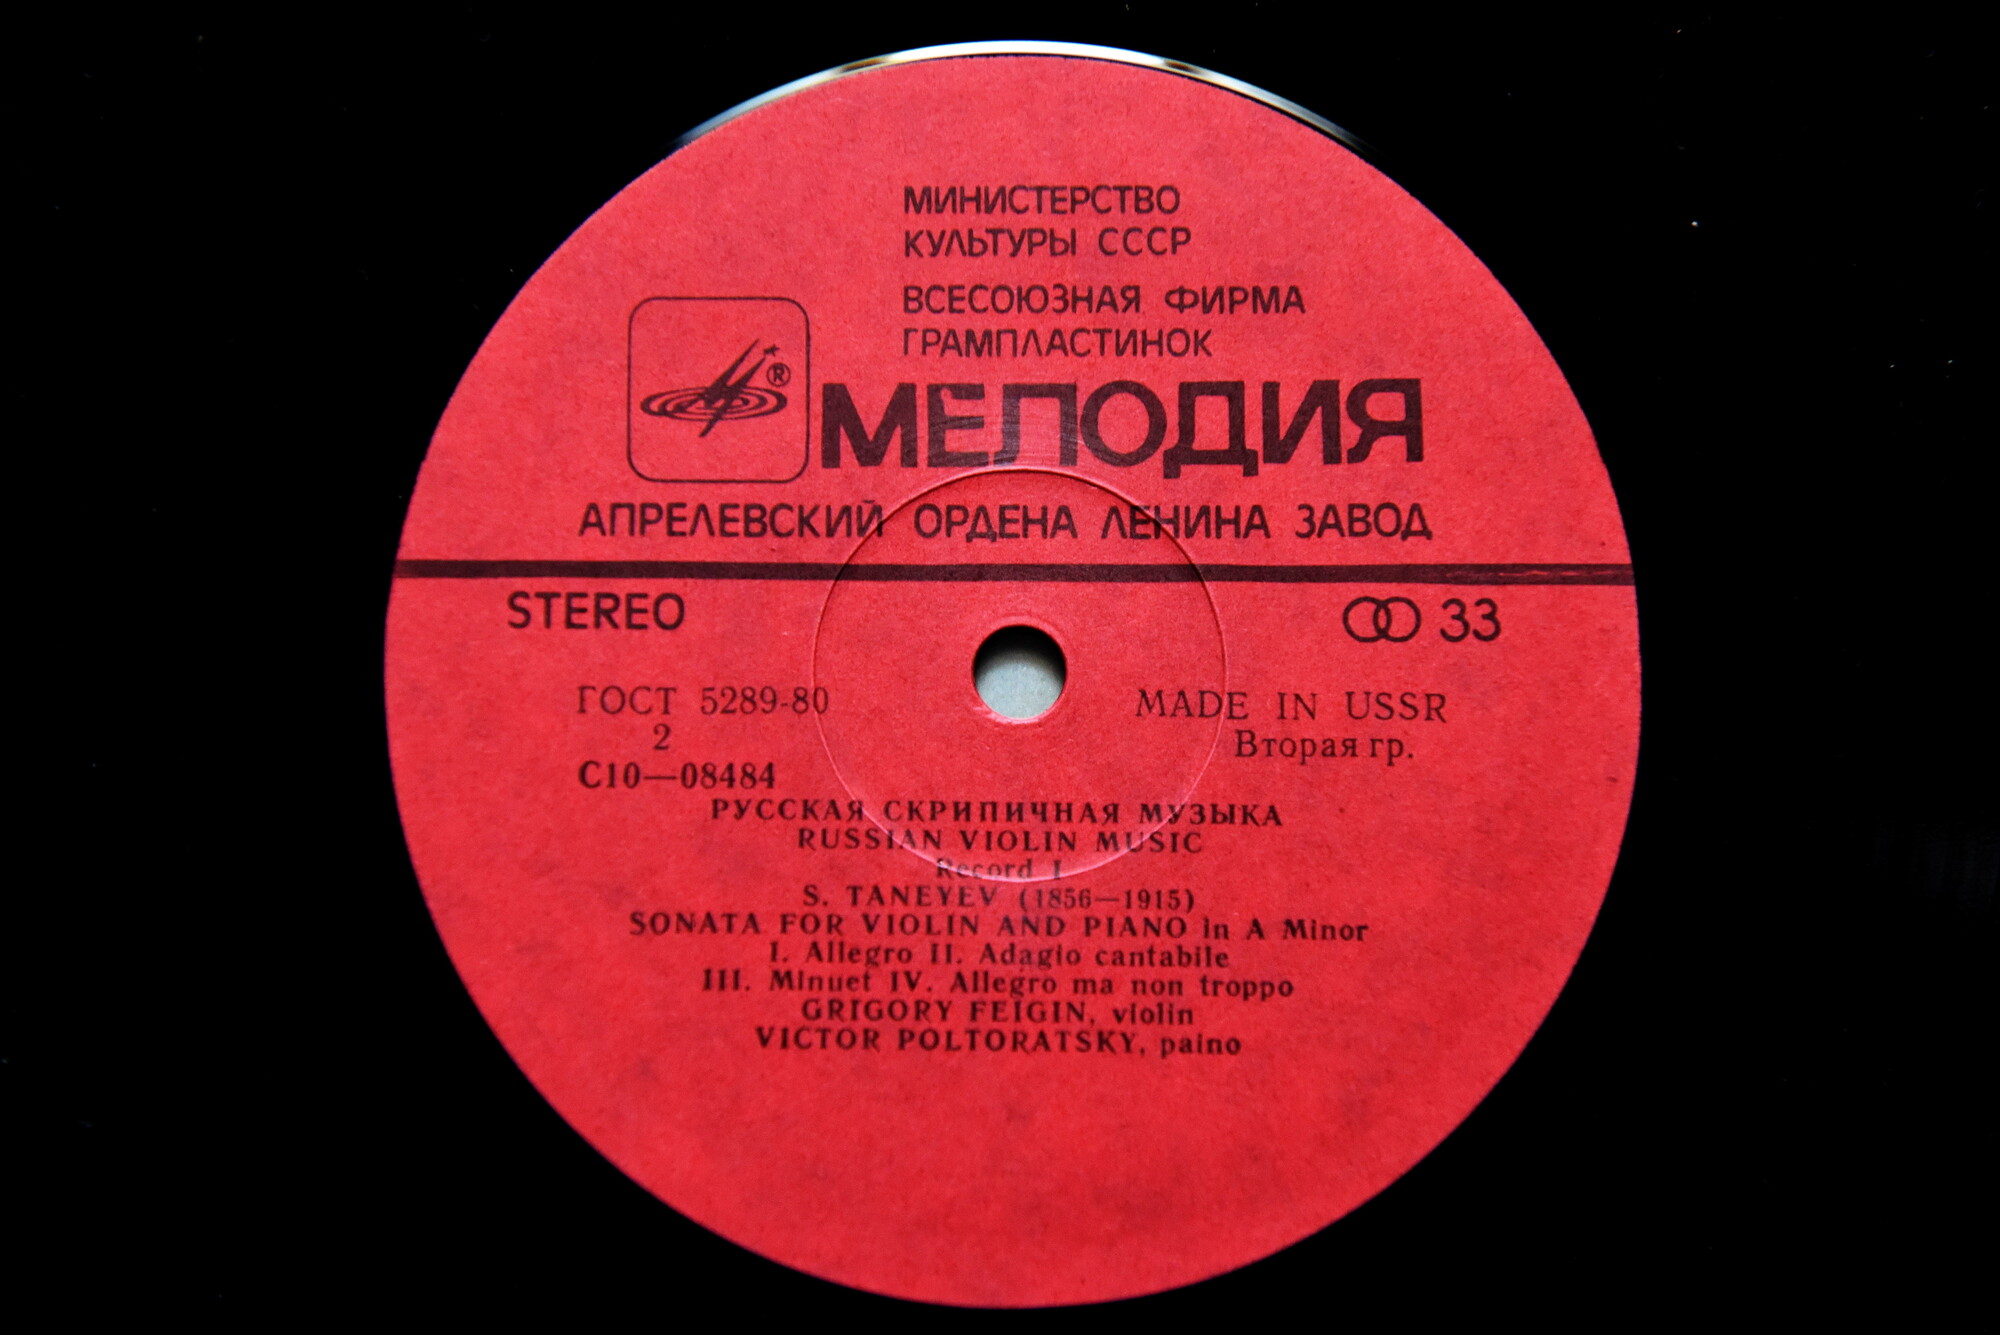 МИНИСТЕРСТВО
КУЛЬТУРЫ СССР
ВСЕСОЮЗНАЯ ФИРМА
ГРАМПЛАСТИНОК
®
МЕЛОДИЯ
АПРЕЛЕВСКИЙ ОРДЕНА ЛЕНИНА ЗАВОД
STEREO
33
ГОСТ 5289-80
MADE IN USSR
2
Вторая гр.
С10—08484
РУССКАЯ СКРИПИЧНАЯ МУЗЫКА
RUSSIAN VIOLIN MUSIC
Record I
S. TANEYEV (1856—1915)
SONATA FOR VIOLIN AND PIANO in A Minor
I. Allegro II. Adagio cantabile
III. Minuet IV. Allegro ma non troppo
GRIGORY FEIGIN, violin
VICTOR POLTORATSKY, paino